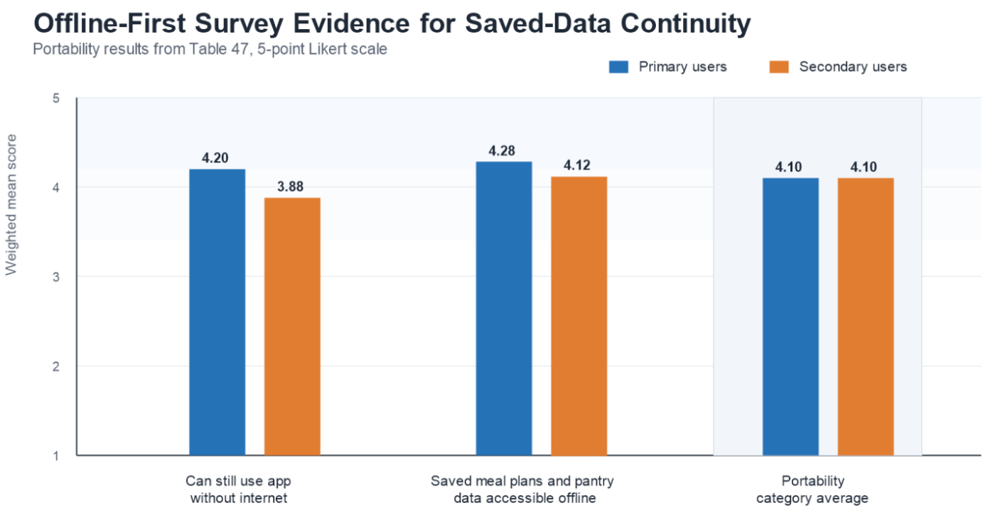 Offline-First Survey Evidence for Saved-Data Continuity
Portability results from Table 47, 5-point Likert scale
Primary users
Secondary users
Weighted mean score
5
4
3
2
1
4.20
3.88
4.28
4.12
4.10
4.10
Can still use app
without internet
Saved meal plans and pantry
data accessible offline
Portability
category average